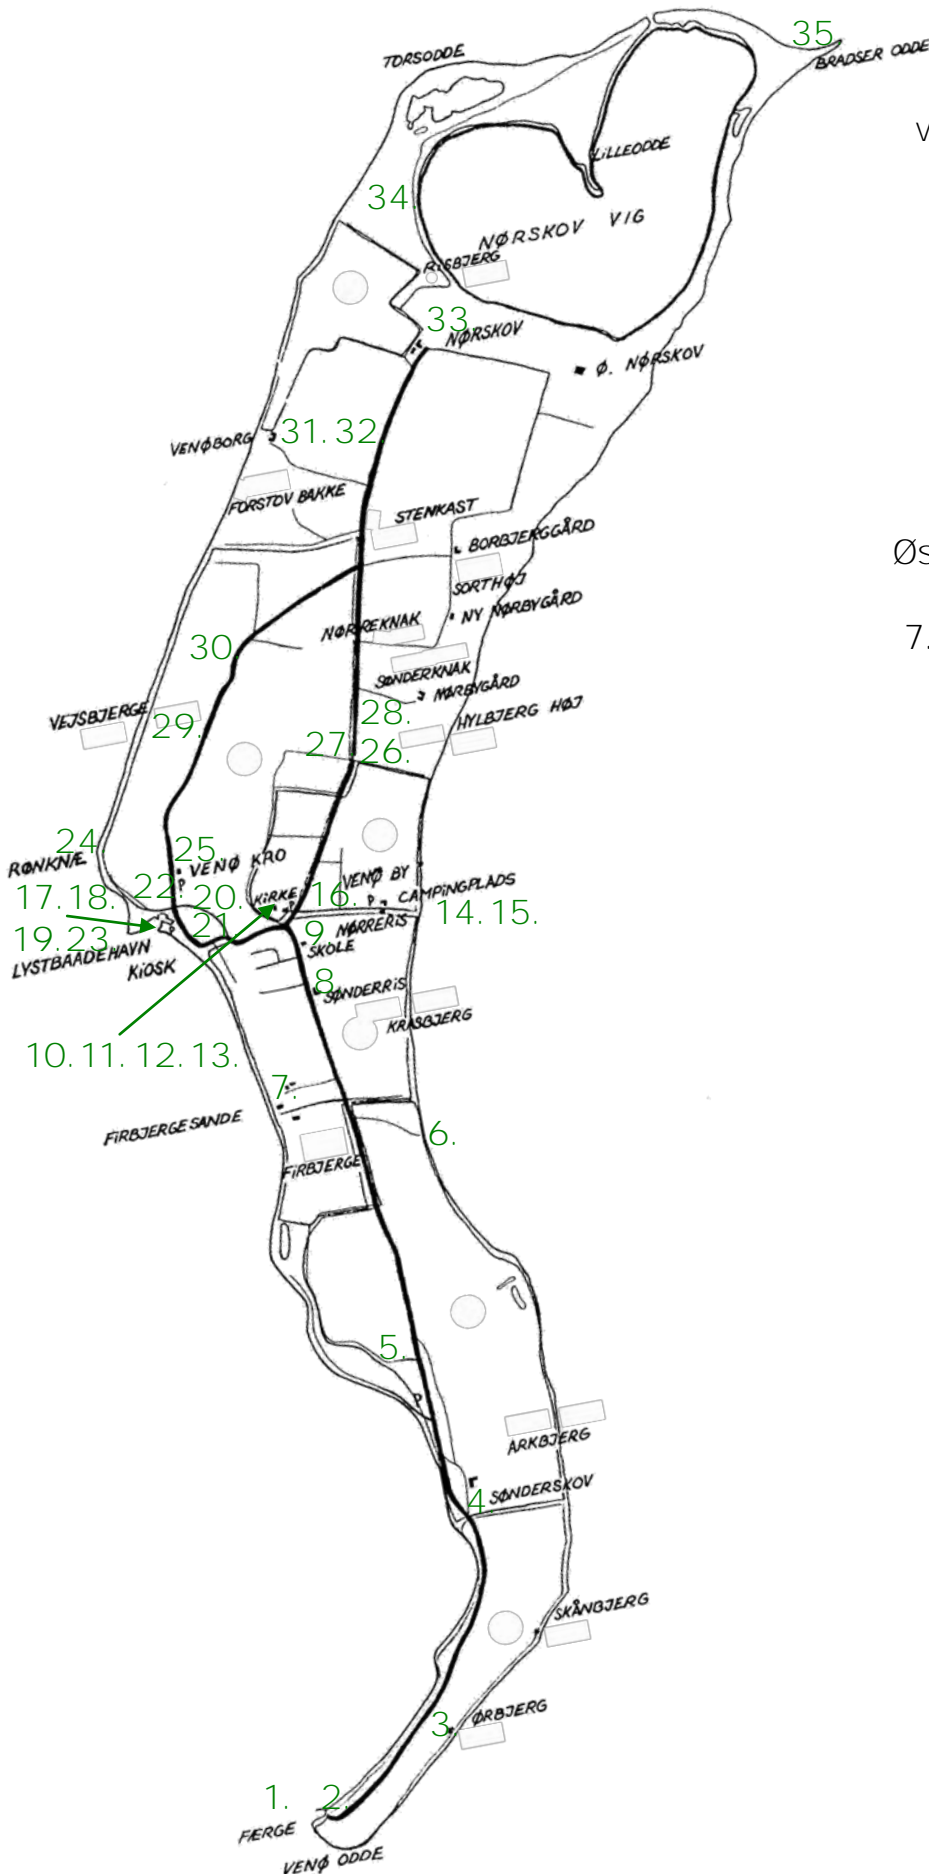 35.
TORSODDE
BRADSER ODDE
V
LILLEODDE
34.
NØRSKOV VIG
RISBJERG
33.
NØRSKOV
Ø. NØRSKOV
VENØBORG
31. 32.
FORSTOV BAKKE
STENKAST
BORBJERGGÅRD
Øs
SORTHØJ
NY NØRBYGÅRD
NØRREKNAK
7.
30.
SØNDERKNAK
NØRBYGÅRD
VEJSBJERGE
29.
28.
HYLBJERG HØJ
27.
26.
24.
RØNKNÆ
25.
VENØ KRO
P
VENØ BY
17. 18.
22.
20.
KIRKE
P
16.
P
CAMPINGPLADS
14. 15.
NØRRERIS
19. 23.
21.
9.
SKOLE
LYSTBAADEHAVN
KIOSK
8.
SØNDERRIS
KRASBJERG
10. 11. 12. 13.
7.
FIRBJERGESANDE
6.
FIRBJERGE
5.
P
ARKBJERG
4.
SØNDERSKOV
SKÅNBJERG
3.
ØRBJERG
1. 2.
FÆRGE
VENØ ODDE